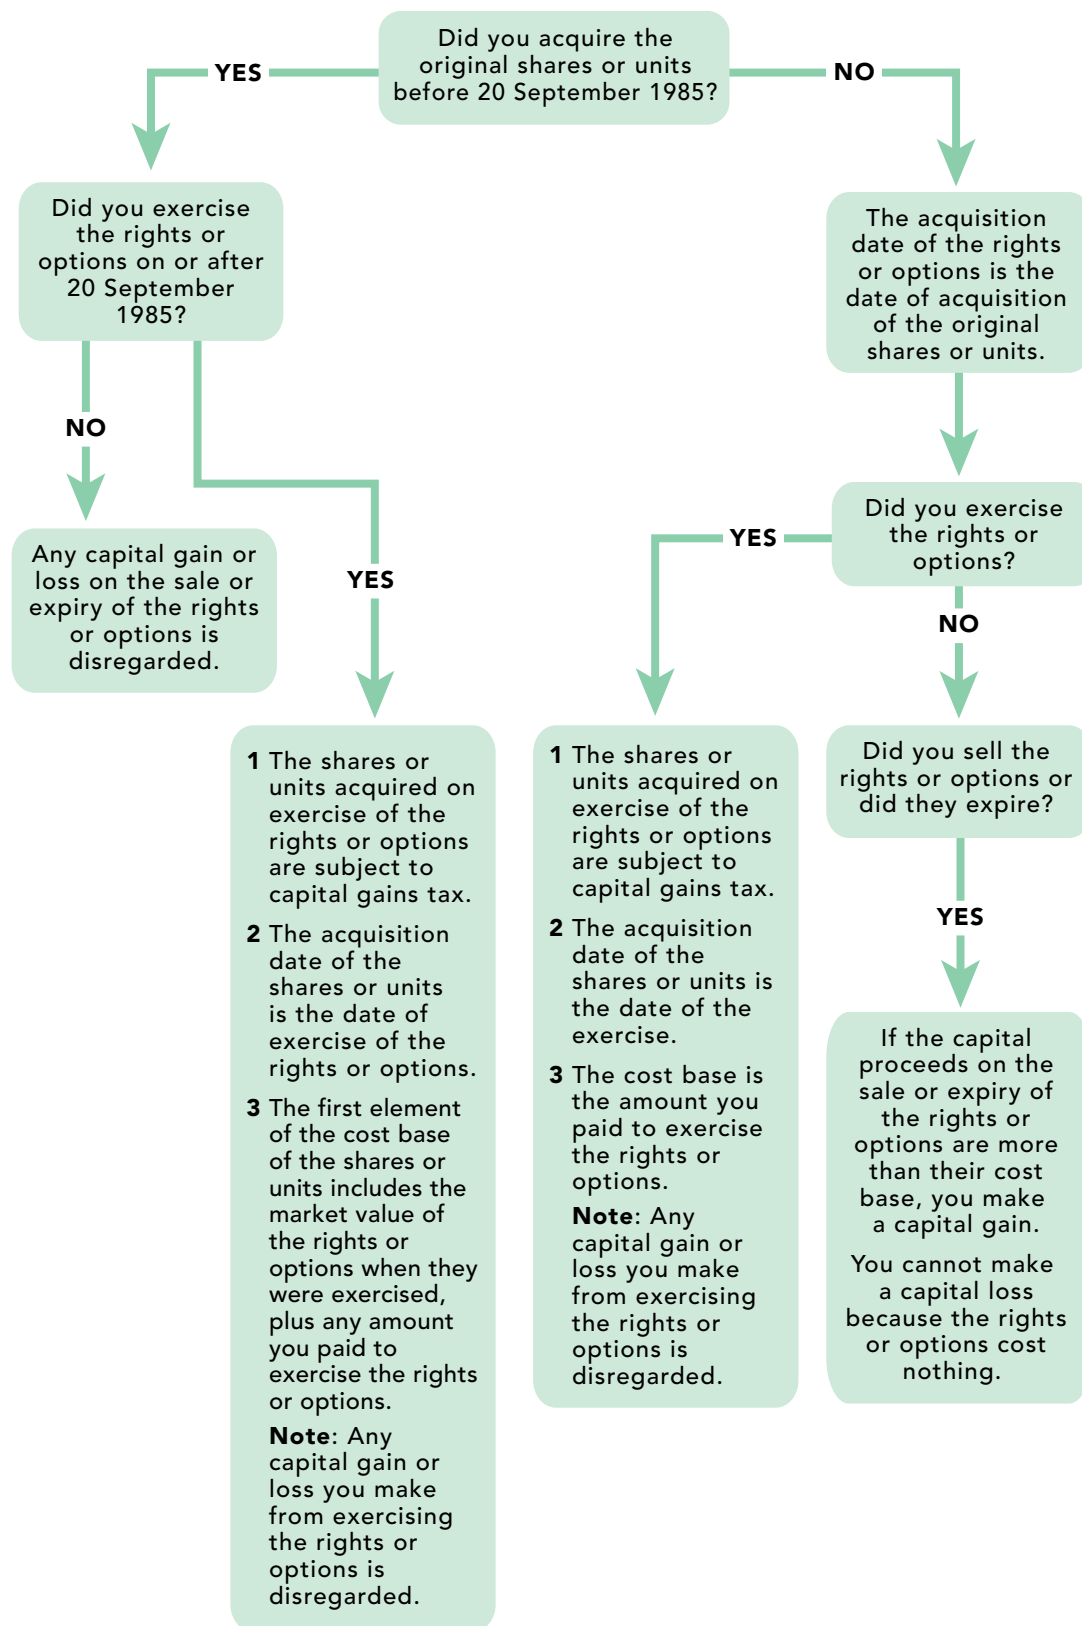 Did you acquire the
original shares or units
before 20 September 1985?
YES
NO
Did you exercise
the rights or
options on or after
20 September
1985?
The acquisition
date of the rights
or options is the
date of acquisition
of the original
shares or units.
NO
YES
Any capital gain or
loss on the sale or
expiry of the rights
or options is
disregarded.
Did you exercise
the rights or
options?
YES
NO
1 The shares or
units acquired on
exercise of the
rights or options
are subject to
capital gains tax.
2 The acquisition
date of the
shares or units
is the date of
exercise of the
rights or options.
3 The first element
of the cost base
of the shares or
units includes the
market value of
the rights or
options when they
were exercised,
plus any amount
you paid to
exercise the rights
or options.
Note: Any
capital gain or
loss you make
from exercising
the rights or
options is
disregarded.
1 The shares or
units acquired on
exercise of the
rights or options
are subject to
capital gains tax.
2 The acquisition
date of the
shares or units is
the date of the
exercise.
3 The cost base is
the amount you
paid to exercise
the rights or
options.
Note: Any
capital gain or
loss you make
from exercising
the rights or
options is
disregarded.
Did you sell the
rights or options or
did they expire?
YES
If the capital
proceeds on the
sale or expiry of
the rights or
options are more
than their cost
base, you make
a capital gain.
You cannot make
a capital loss
because the rights
or options cost
nothing.